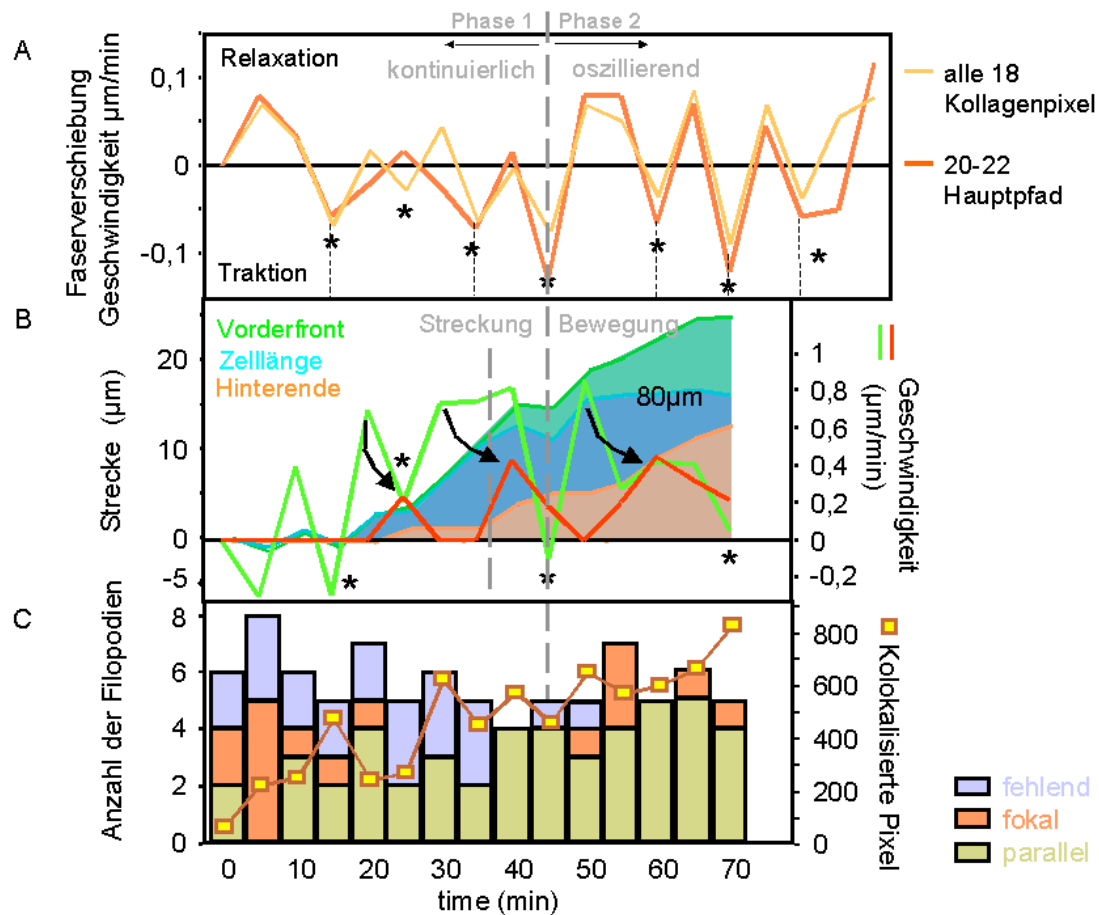 Phase 1 Phase 2
A
Relaxation
kontinuierlich oszillierend
Traktion
Faserverschiebung
Geschwindigkeit µm/min
0,1
0
-0,1
* * * * * * *
alle 18
Kollagenpixel
20-22
Hauptpfad
B
Vorderfront
Zelllänge
Hinterende
Streckung Bewegung
80µm
Strecke (µm)
20
10
0
-5
* * * *
1
0,8
0,6
0,4
0,2
0
-0,2
Geschwindigkeit
(µm/min)
C
Anzahl der Filopodien
8
6
4
2
0
800
600
400
200
0
Kolokalisierte Pixel
fehlend
fokal
parallel
0 10 20 30 40 50 60 70
time (min)